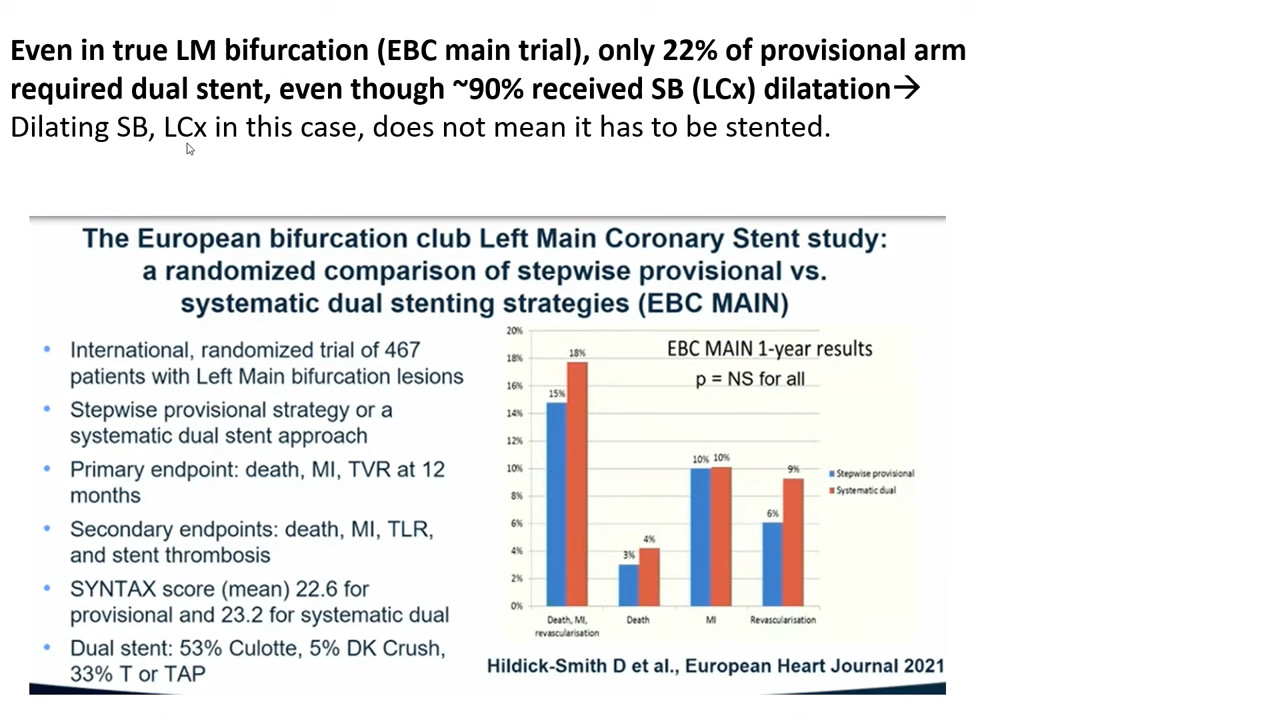 Even in true LM bifurcation (EBC main trial), only 22% of provisional arm
required dual stent, even though ~90% received SB (LCx) dilatation→
Dilating SB, LCx in this case, does not mean it has to be stented.
The European bifurcation club Left Main Coronary Stent study:
a randomized comparison of stepwise provisional vs.
systematic dual stenting strategies (EBC MAIN)
• International, randomized trial of 467
patients with Left Main bifurcation lesions
• Stepwise provisional strategy or a
systematic dual stent approach
• Primary endpoint: death, MI, TVR at 12
months
• Secondary endpoints: death, MI, TLR,
and stent thrombosis
• SYNTAX score (mean) 22.6 for
provisional and 23.2 for systematic dual
• Dual stent: 53% Culotte, 5% DK Crush,
33% T or TAP
EBC MAIN 1-year results
p = NS for all
20%
18%
16%
14%
12%
10%
8%
6%
4%
2%
0%
15%
18%
3%
4%
10%
10%
6%
9%
Death, MI,
revascularisation
Death
MI
Revascularisation
Stepwise provisional
Systematic dual
Hildick-Smith D et al., European Heart Journal 2021